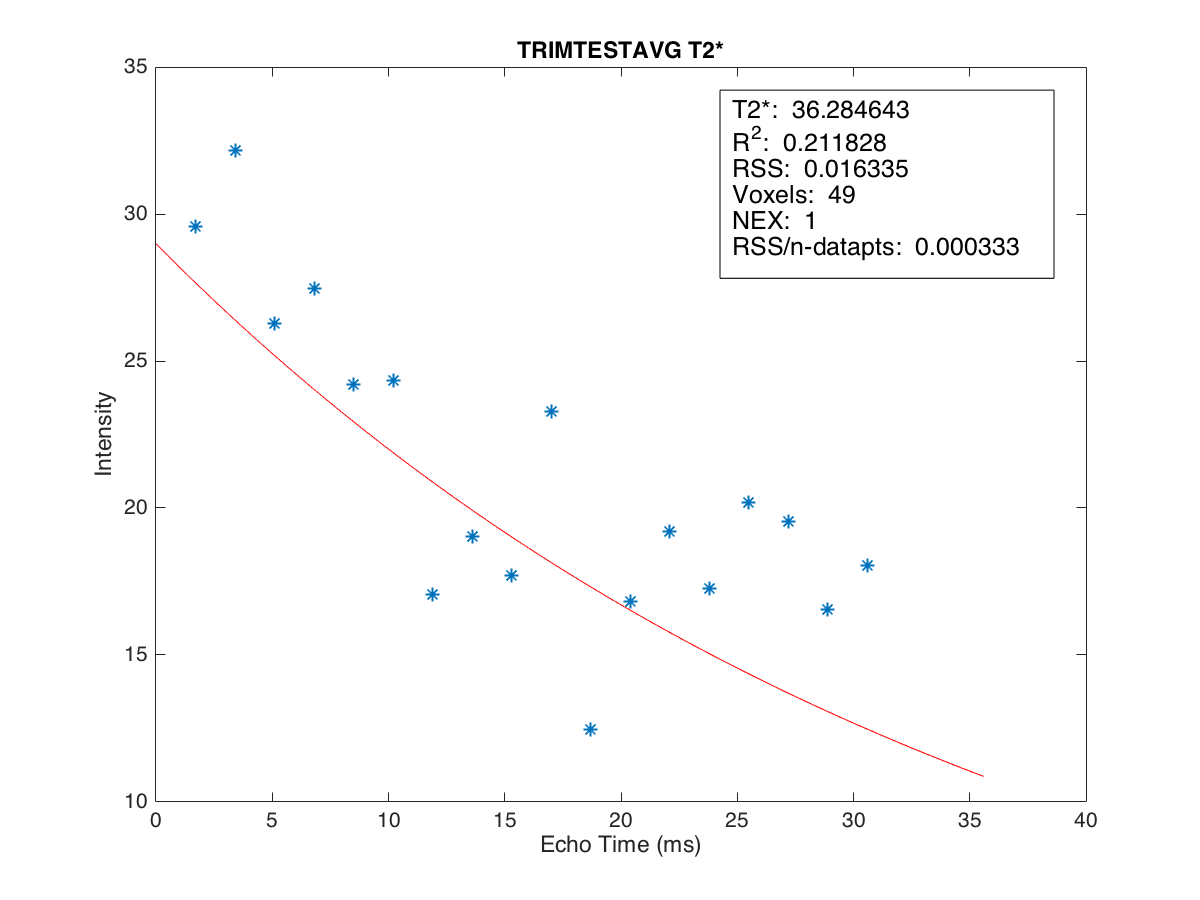 TRIMTESTAVG T2*
35
30
25
20
15
10
Intensity
T2*: 36.284643
R²: 0.211828
RSS: 0.016335
Voxels: 49
NEX: 1
RSS/n-datapts: 0.000333
0 5 10 15 20 25 30 35 40
Echo Time (ms)